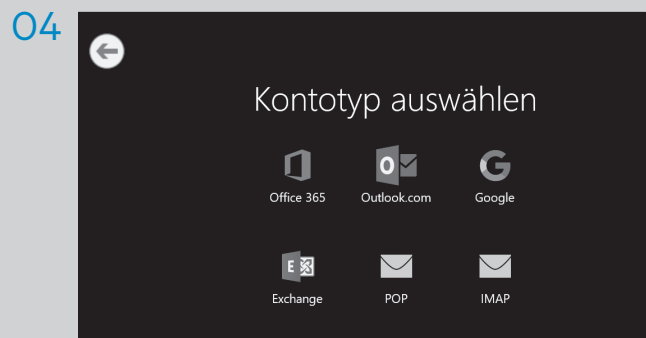 04
Kontotyp auswählen
Office 365
Outlook.com
Google
Exchange
POP
IMAP